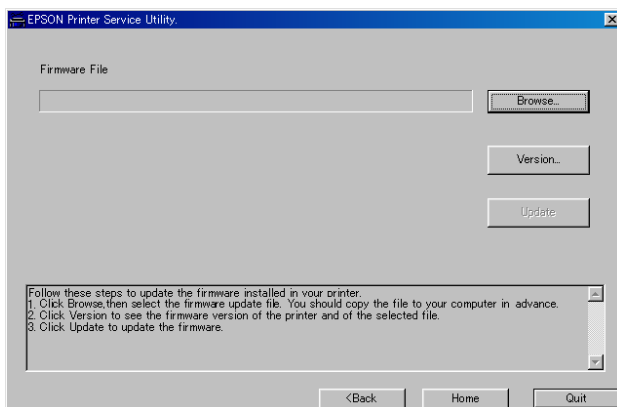 EPSON Printer Service Utility.
Firmware File
Browse...
Version...
Update
Follow these steps to update the firmware installed in your printer.
1. Click Browse,then select the firmware update file. You should copy the file to your computer in advance.
2. Click Version to see the firmware version of the printer and of the selected file.
3. Click Update to update the firmware.
<Back Home Quit